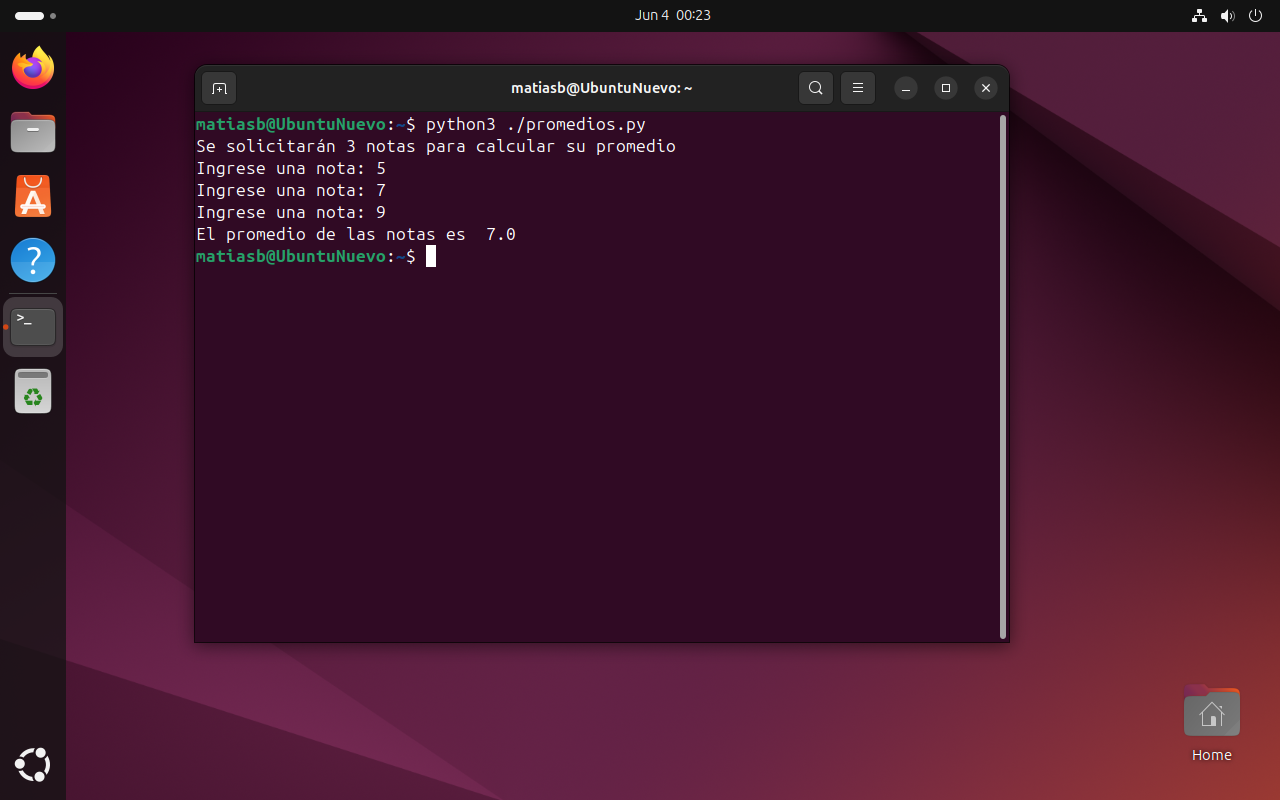 Jun 4 00:23
matiasb@UbuntuNuevo: ~
matiasb@UbuntuNuevo:~$ python3 ./promedios.py
Se solicitarán 3 notas para calcular su promedio
Ingrese una nota: 5
Ingrese una nota: 7
Ingrese una nota: 9
El promedio de las notas es  7.0
matiasb@UbuntuNuevo:~$
Home